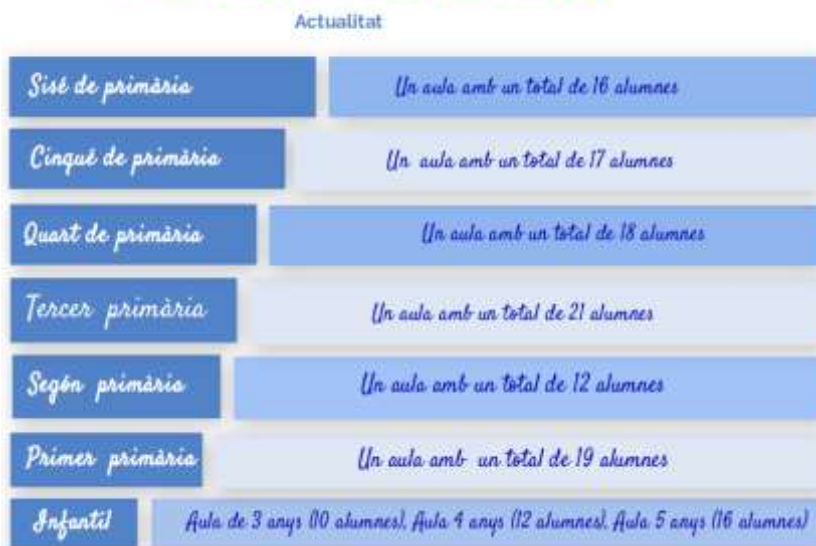 Actualitat
Sisé de primària
Un aula amb un total de 16 alumnes
Cinqué de primària
Un aula amb un total de 17 alumnes
Quart de primària
Un aula amb un total de 18 alumnes
Tercer primària
Un aula amb un total de 21 alumnes
Segón primària
Un aula amb un total de 12 alumnes
Primer primària
Un aula amb un total de 19 alumnes
Infantil
Aula de 3 anys (10 alumnes), Aula 4 anys (12 alumnes), Aula 5 anys (16 alumnes)